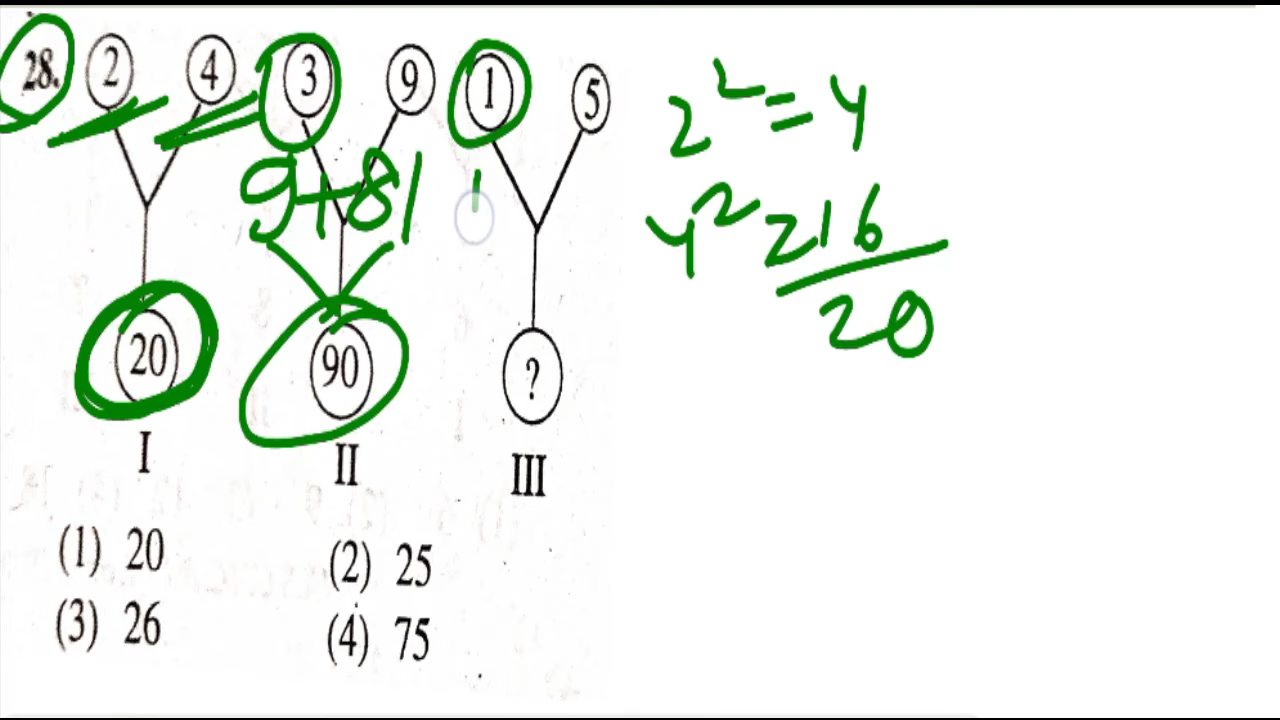 28. 2 4 3 9 1 5
2² = 4
9+81 1
4² = 16
20
20 90 ?
I II III
(1) 20 (2) 25
(3) 26 (4) 75